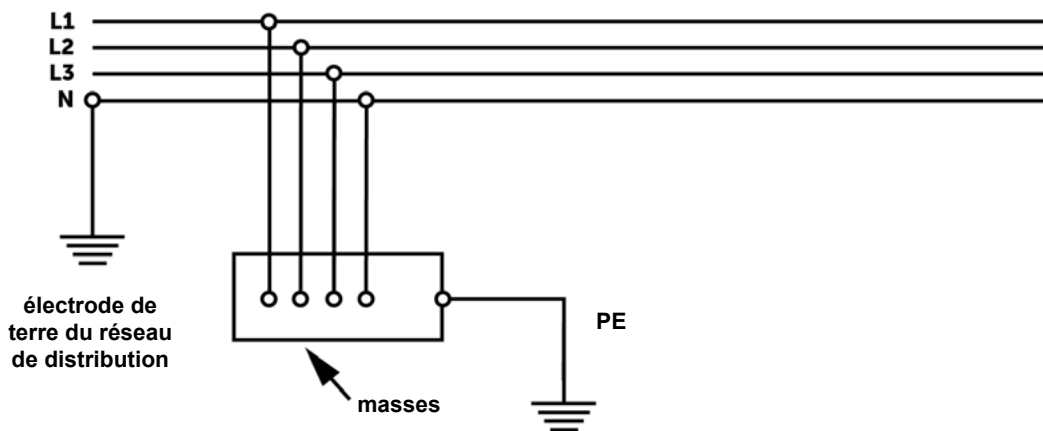 L1
L2
L3
N
électrode de
terre du réseau
de distribution
PE
masses